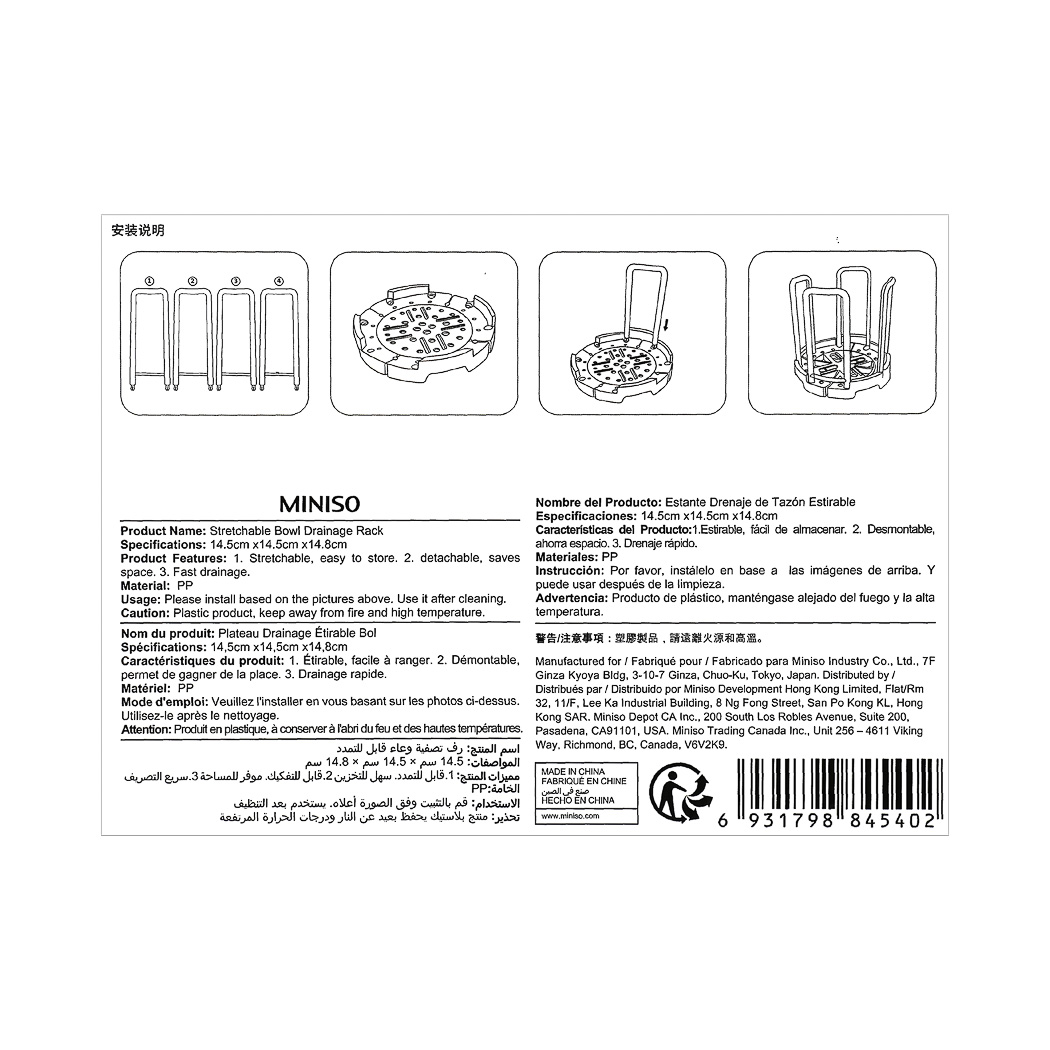 安装说明
1 2 3 4
MINISO
Product Name: Stretchable Bowl Drainage Rack
Specifications: 14.5cm x14.5cm x14.8cm
Product Features: 1. Stretchable, easy to store. 2. detachable, saves
space. 3. Fast drainage.
Material: PP
Usage: Please install based on the pictures above. Use it after cleaning.
Caution: Plastic product, keep away from fire and high temperature.
Nom du produit: Plateau Drainage Étirable Bol
Spécifications: 14,5cm x14,5cm x14,8cm
Caractéristiques du produit: 1. Étirable, facile à ranger. 2. Démontable,
permet de gagner de la place. 3. Drainage rapide.
Matériel: PP
Mode d'emploi: Veuillez l'installer en vous basant sur les photos ci-dessus.
Utilisez-le après le nettoyage.
Attention: Produit en plastique, à conserver à l'abri du feu et des hautes températures.
اسم المنتج: رف تصفية وعاء قابل للتمدد
المواصفات: 14.5 سم × 14.5 سم × 14.8 سم
مميزات المنتج: 1.قابل للتمدد. سهل للتخزين 2.قابل للتفكيك. موفر للمساحة 3.سريع التصريف
الخامة: PP
الاستخدام: قم بالتثبيت وفق الصورة أعلاه. يستخدم بعد التنظيف
تحذير: منتج بلاستيك يحفظ بعيد عن النار ودرجات الحرارة المرتفعة
Nombre del Producto: Estante Drenaje de Tazón Estirable
Especificaciones: 14.5cm x14.5cm x14.8cm
Características del Producto:1.Estirable, fácil de almacenar. 2. Desmontable,
ahorra espacio. 3. Drenaje rápido.
Materiales: PP
Instrucción: Por favor, instálelo en base a las imágenes de arriba. Y
puede usar después de la limpieza.
Advertencia: Producto de plástico, manténgase alejado del fuego y la alta
temperatura.
警告/注意事項：塑膠製品，請遠離火源和高溫。
Manufactured for / Fabriqué pour / Fabricado para Miniso Industry Co., Ltd., 7F
Ginza Kyoya Bldg, 3-10-7 Ginza, Chuo-Ku, Tokyo, Japan. Distributed by /
Distribués par / Distribuido por Miniso Development Hong Kong Limited, Flat/Rm
32, 11/F, Lee Ka Industrial Building, 8 Ng Fong Street, San Po Kong KL, Hong
Kong SAR. Miniso Depot CA Inc., 200 South Los Robles Avenue, Suite 200,
Pasadena, CA91101, USA. Miniso Trading Canada Inc., Unit 256 – 4611 Viking
Way, Richmond, BC, Canada, V6V2K9.
MADE IN CHINA
FABRIQUÉ EN CHINE
صنع في الصين
HECHO EN CHINA
www.miniso.com
6 931798 845402